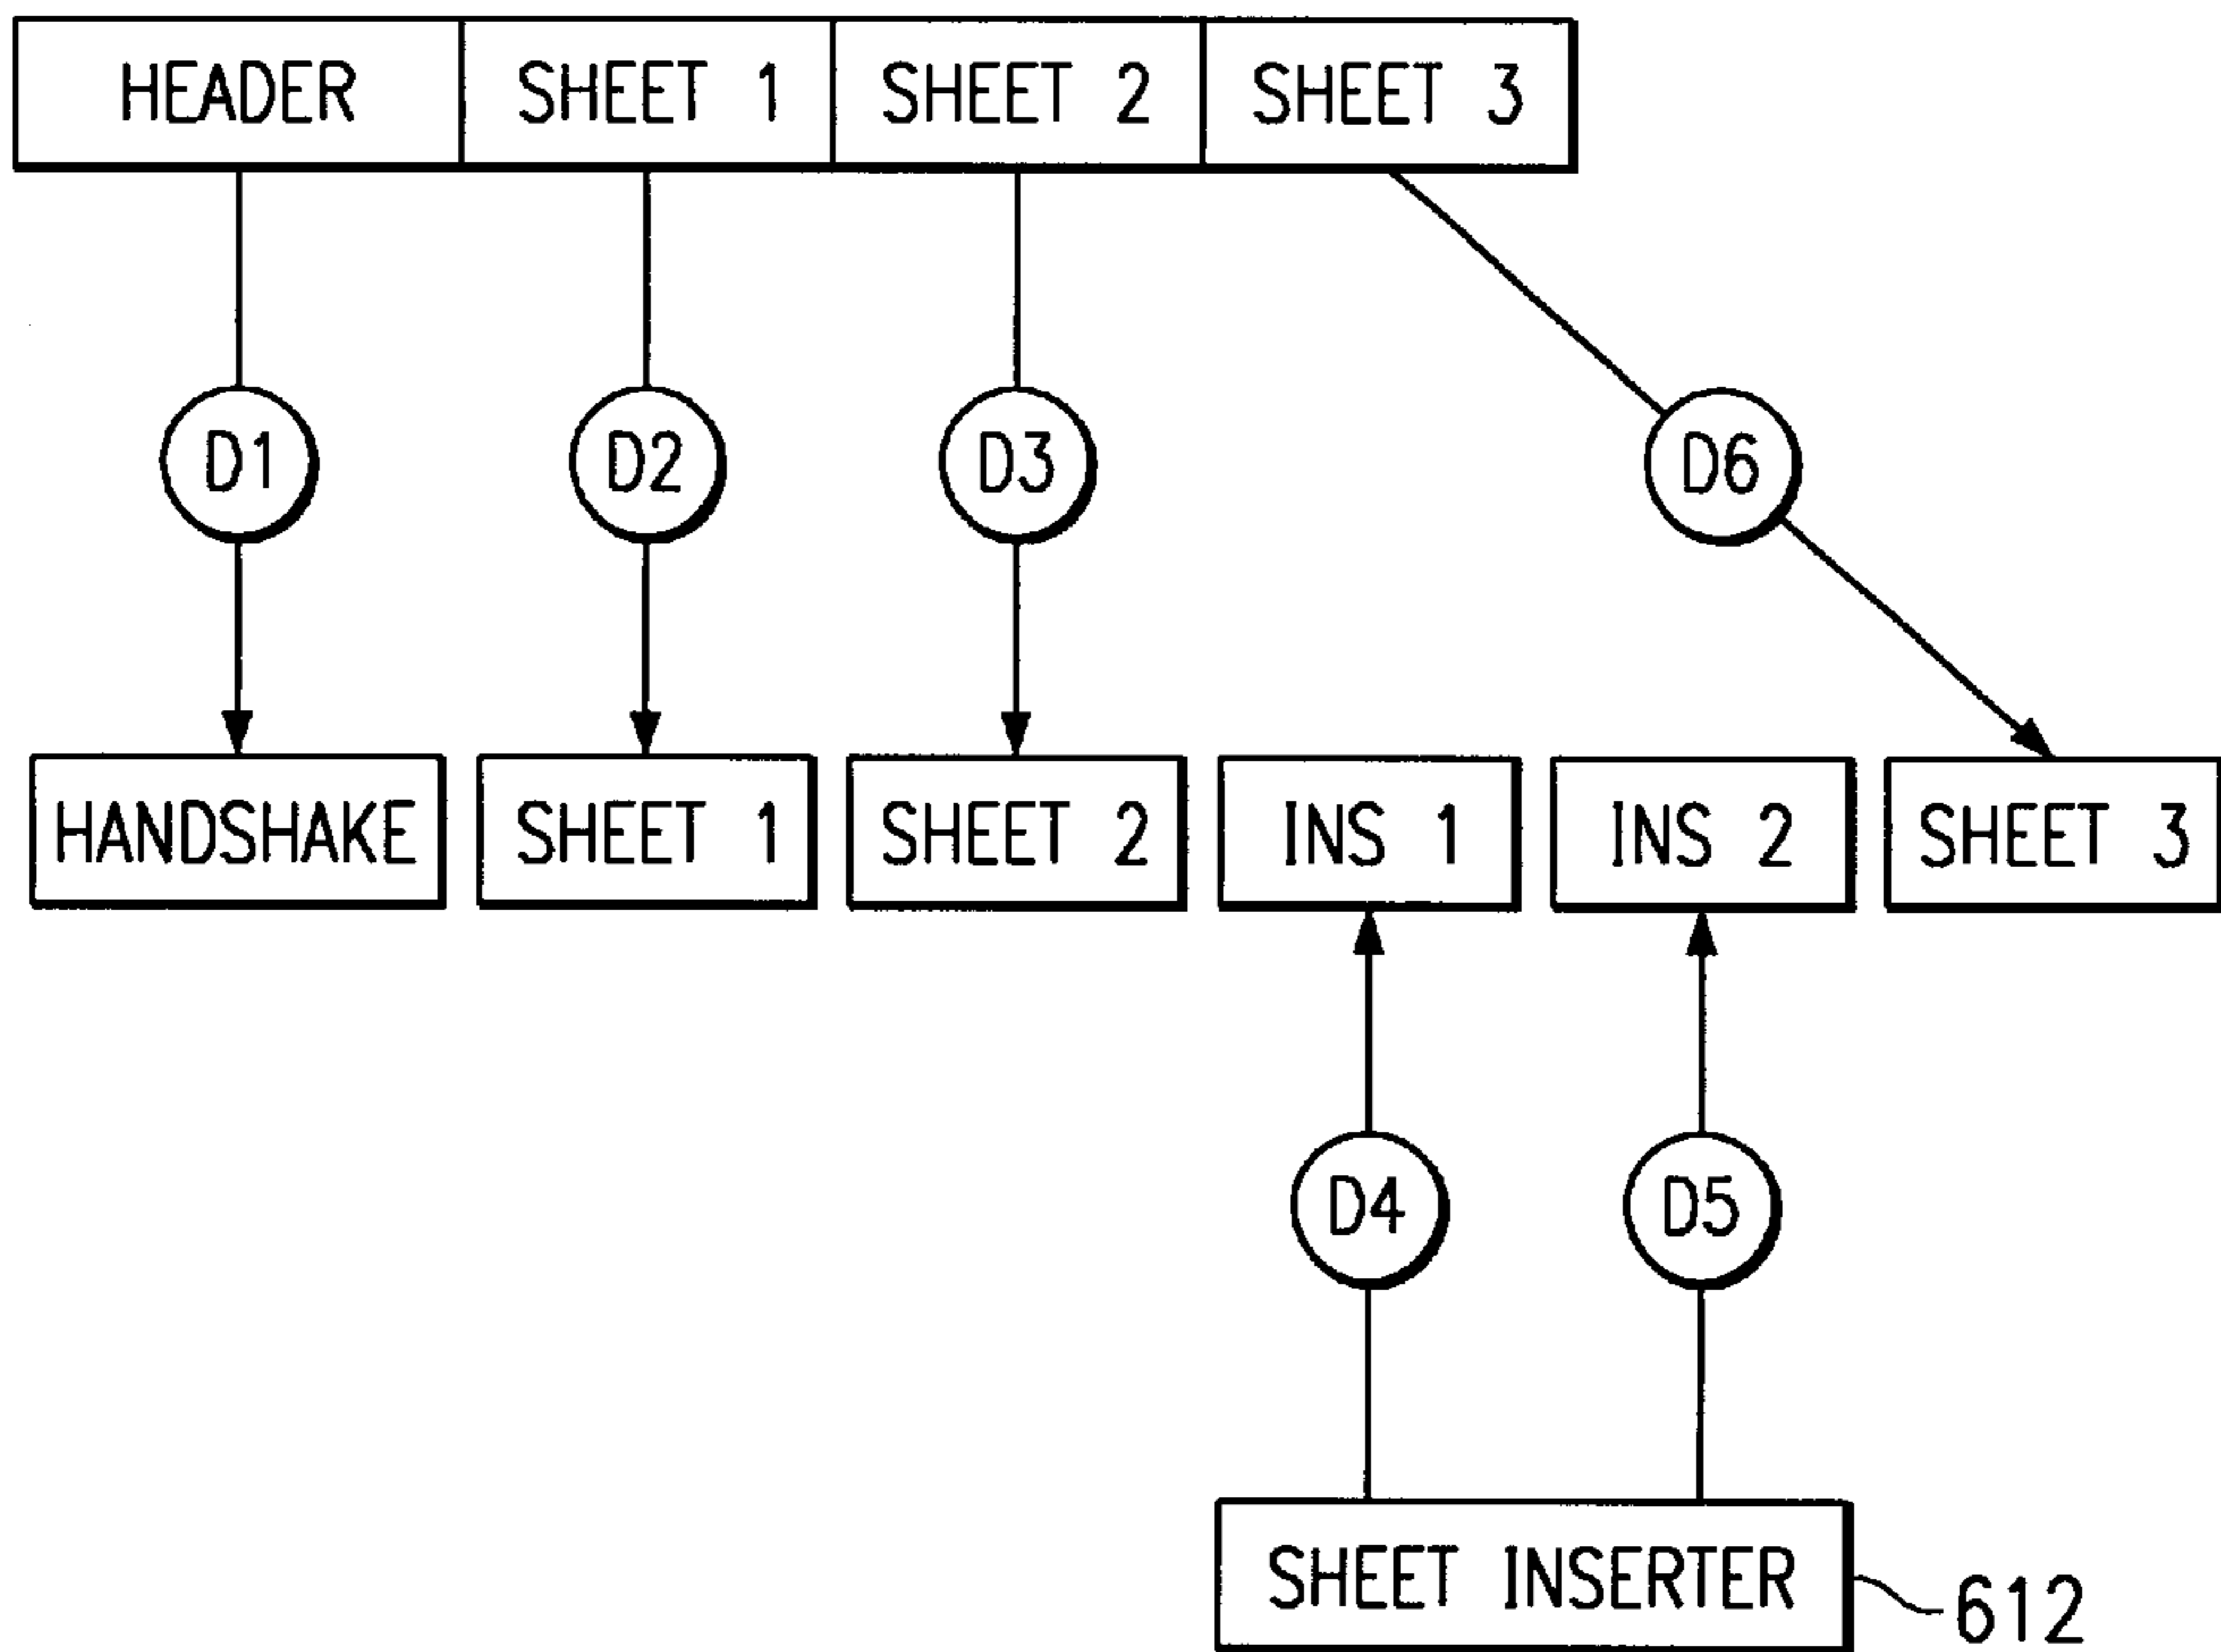 HEADER SHEET 1 SHEET 2 SHEET 3
D1 D2 D3 D6
HANDSHAKE SHEET 1 SHEET 2 INS 1 INS 2 SHEET 3
D4 D5
SHEET INSERTER 612